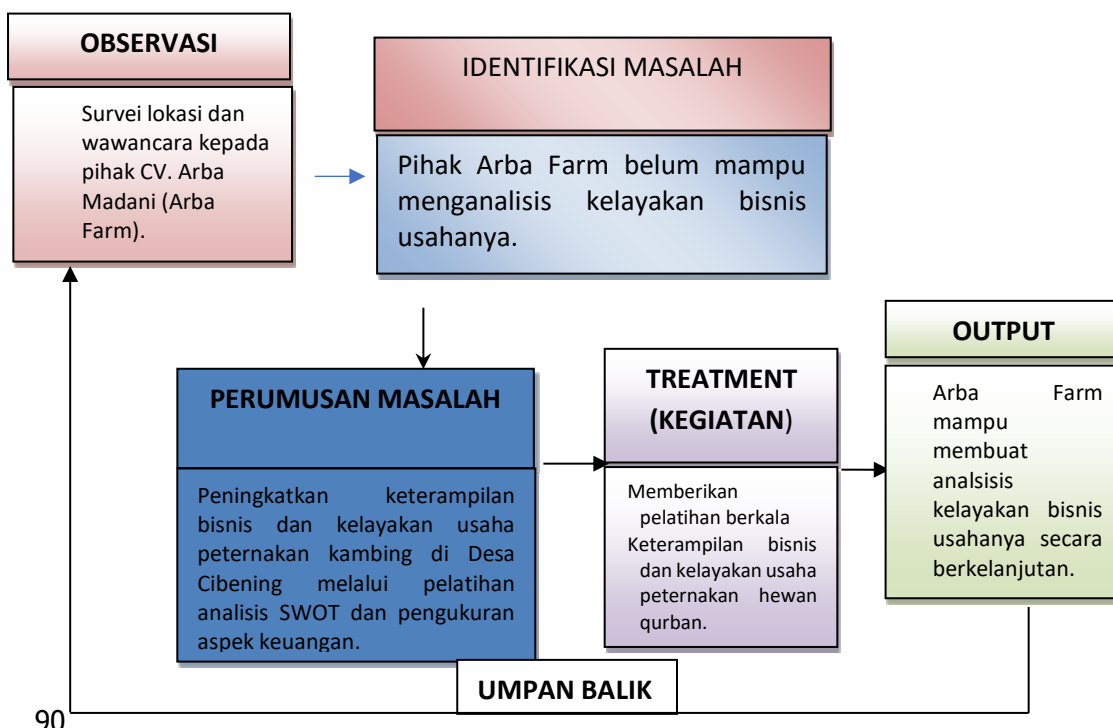 OBSERVASI
Survei lokasi dan
wawancara kepada
pihak CV. Arba
Madani (Arba
Farm).
IDENTIFIKASI MASALAH
Pihak Arba Farm belum mampu
menganalisis kelayakan bisnis
usahanya.
PERUMUSAN MASALAH
Peningkatkan keterampilan
bisnis dan kelayakan usaha
peternakan kambing di Desa
Cibening melalui pelatihan
analisis SWOT dan pengukuran
aspek keuangan.
TREATMENT
(KEGIATAN)
Memberikan
pelatihan berkala
Keterampilan bisnis
dan kelayakan usaha
peternakan hewan
qurban.
OUTPUT
Arba Farm
mampu
membuat
analsisis
kelayakan bisnis
usahanya secara
berkelanjutan.
UMPAN BALIK
90